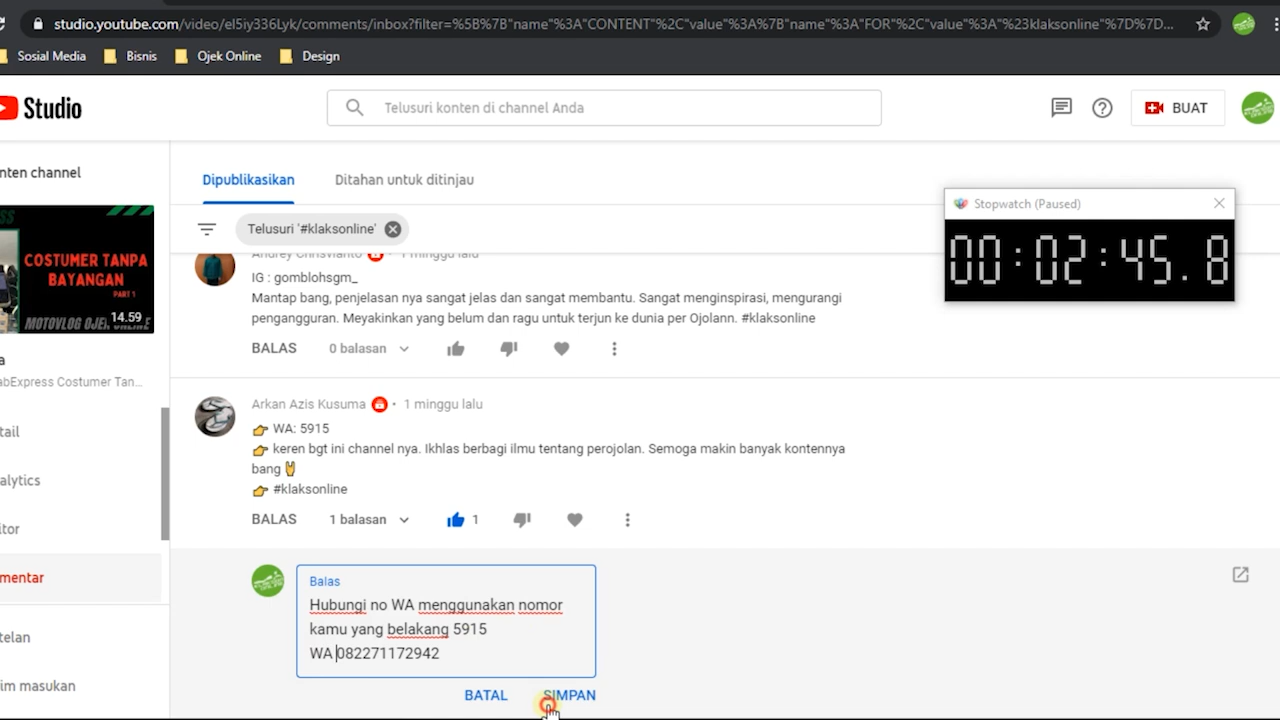 studio.youtube.com/video/el5iy336Lyk/comments/inbox?filter=%5B%7B"name"%3A"CONTENT"%2C"value"%3A%7B"name"%3A"FOR"%2C"value"%3A"%23klaksonline"%7D%7D...
Sosial Media Bisnis Ojek Online Design
Studio
Telusuri konten di channel Anda
BUAT
nten channel
Dipublikasikan Ditahan untuk ditinjau
Telusuri '#klaksonline'
Stopwatch (Paused)
00:02:45.8
COSTUMER TANPA
BAYANGAN
PART 1
14.59
MOTOVLOG OJEK ONLINE
a
abExpress Costumer Tan...
tail
alytics
itor
mentar
telan
im masukan
Andrey Chrisvianto • 1 minggu lalu
IG : gomblohsgm_
Mantap bang, penjelasan nya sangat jelas dan sangat membantu. Sangat menginspirasi, mengurangi
pengangguran. Meyakinkan yang belum dan ragu untuk terjun ke dunia per Ojolann. #klaksonline
BALAS 0 balasan
Arkan Azis Kusuma • 1 minggu lalu
👉 WA: 5915
👉 keren bgt ini channel nya. Ikhlas berbagi ilmu tentang perojolan. Semoga makin banyak kontennya
bang 🤘
👉 #klaksonline
BALAS 1 balasan 1
Balas
Hubungi no WA menggunakan nomor
kamu yang belakang 5915
WA 082271172942
BATAL SIMPAN